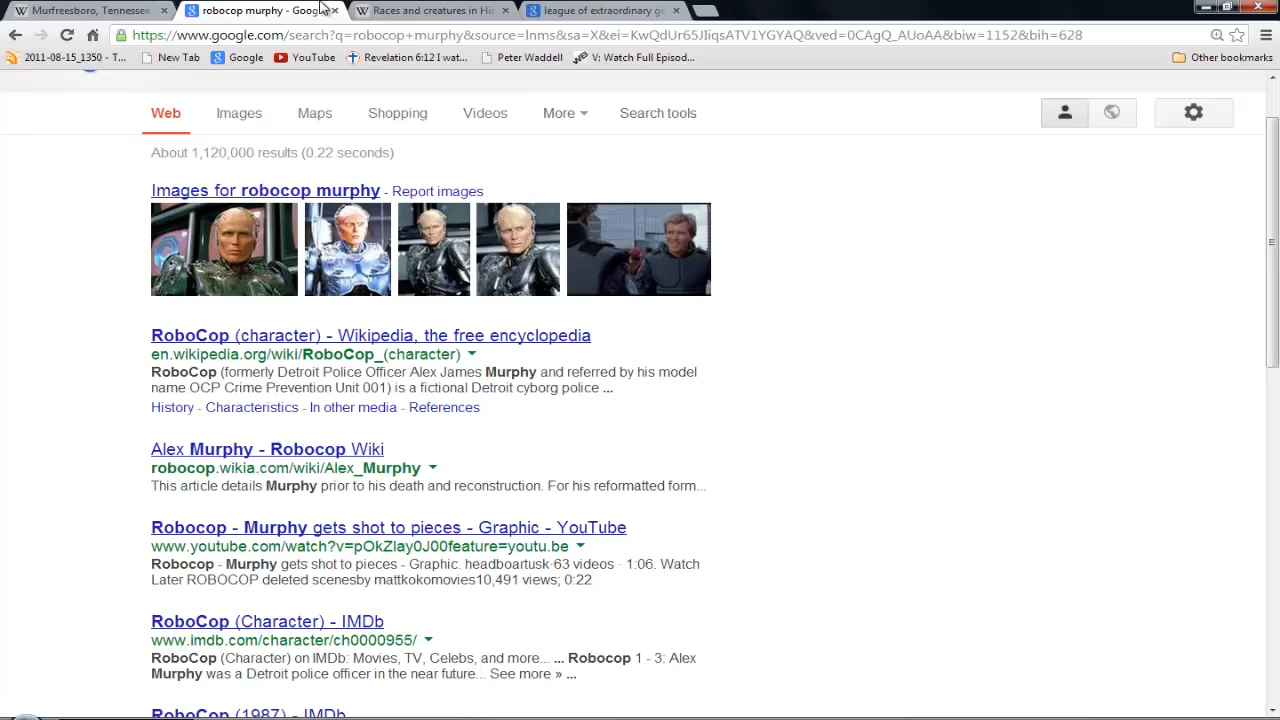 Murfreesboro, Tennessee
robocop murphy - Goog
Races and creatures in Hi
league of extraordinary ge
https://www.google.com/search?q=robocop+murphy&source=lnms&sa=X&ei=KwQdUr65JIqsATV1YGYAQ&ved=0CAgQ_AUoAA&biw=1152&bih=628
2011-08-15_1350 - T...
New Tab
Google
YouTube
Revelation 6:12 I wat...
Peter Waddell
V: Watch Full Episod...
Other bookmarks
Web
Images
Maps
Shopping
Videos
More
Search tools
About 1,120,000 results (0.22 seconds)
Images for robocop murphy - Report images
RoboCop (character) - Wikipedia, the free encyclopedia
en.wikipedia.org/wiki/RoboCop_(character)
RoboCop (formerly Detroit Police Officer Alex James Murphy and referred by his model
name OCP Crime Prevention Unit 001) is a fictional Detroit cyborg police ...
History - Characteristics - In other media - References
Alex Murphy - Robocop Wiki
robocop.wikia.com/wiki/Alex_Murphy
This article details Murphy prior to his death and reconstruction. For his reformatted form...
Robocop - Murphy gets shot to pieces - Graphic - YouTube
www.youtube.com/watch?v=pOkZlay0J00feature=youtu.be
Robocop - Murphy gets shot to pieces - Graphic. headboartusk·63 videos · 1:06. Watch
Later ROBOCOP deleted scenesby mattkokomovies10,491 views; 0:22
RoboCop (Character) - IMDb
www.imdb.com/character/ch0000955/
RoboCop (Character) on IMDb: Movies, TV, Celebs, and more... ... Robocop 1 - 3: Alex
Murphy was a Detroit police officer in the near future... See more » ...
RoboCop (1987) - IMDb